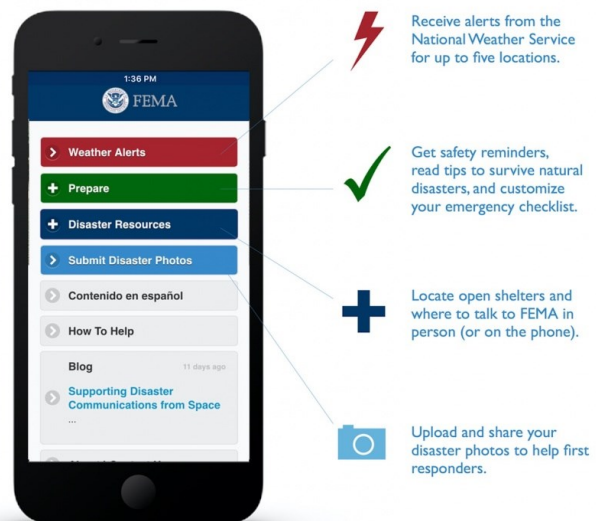 1:36 PM
FEMA
Weather Alerts
Prepare
Disaster Resources
Submit Disaster Photos
Contenido en español
How To Help
Blog
11 days ago
Supporting Disaster
Communications from Space
...
Receive alerts from the
National Weather Service
for up to five locations.
Get safety reminders,
read tips to survive natural
disasters, and customize
your emergency checklist.
Locate open shelters and
where to talk to FEMA in
person (or on the phone).
Upload and share your
disaster photos to help first
responders.